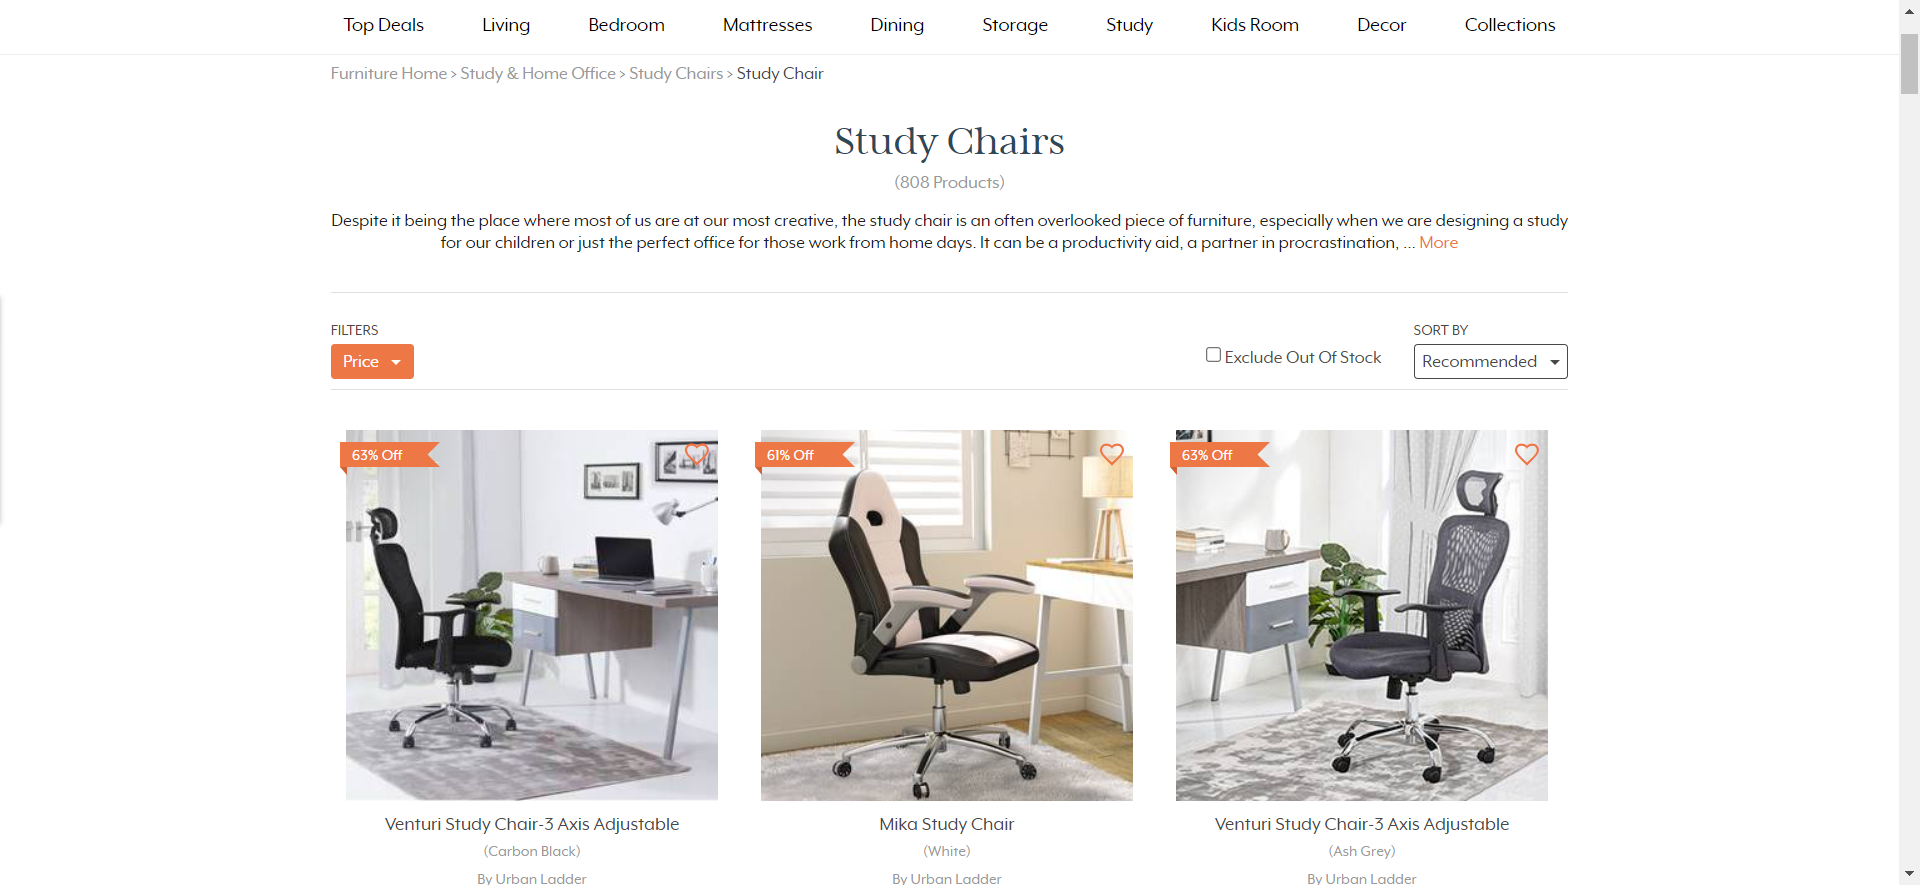 Top Deals Living Bedroom Mattresses Dining Storage Study Kids Room Decor Collections
Furniture Home > Study & Home Office > Study Chairs > Study Chair
Study Chairs
(808 Products)
Despite it being the place where most of us are at our most creative, the study chair is an often overlooked piece of furniture, especially when we are designing a study
for our children or just the perfect office for those work from home days. It can be a productivity aid, a partner in procrastination, ... More
FILTERS
SORT BY
Price
Exclude Out Of Stock
Recommended
63% Off
61% Off
63% Off
Venturi Study Chair-3 Axis Adjustable
(Carbon Black)
By Urban Ladder
Mika Study Chair
(White)
By Urban Ladder
Venturi Study Chair-3 Axis Adjustable
(Ash Grey)
By Urban Ladder